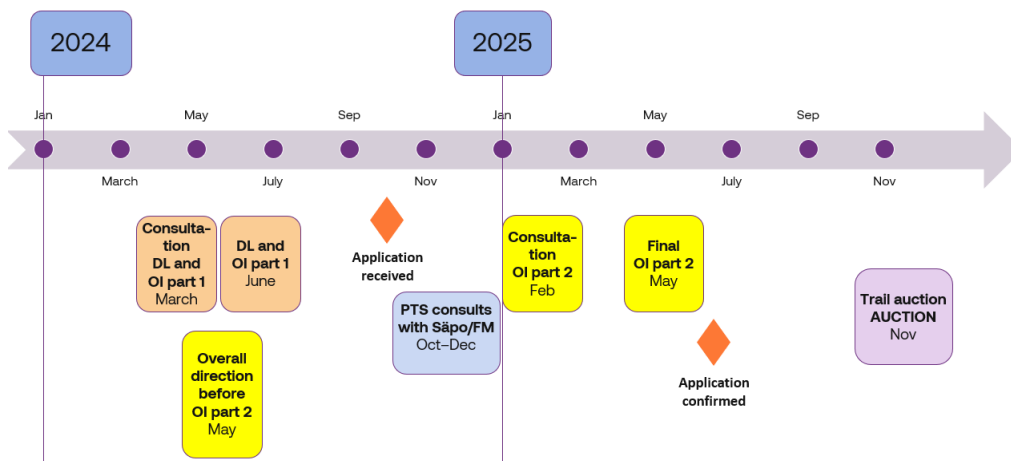 2024
2025
Jan
May
Sep
Jan
May
Sep
March
July
Nov
March
July
Nov
Consulta-
tion
DL and
OI part 1
March
DL and
OI part 1
June
Application
received
Consulta-
tion
OI part 2
Feb
Final
OI part 2
May
PTS consults
with Säpo/FM
Oct–Dec
Trail auction
AUCTION
Nov
Overall
direction
before
OI part 2
May
Application
confirmed